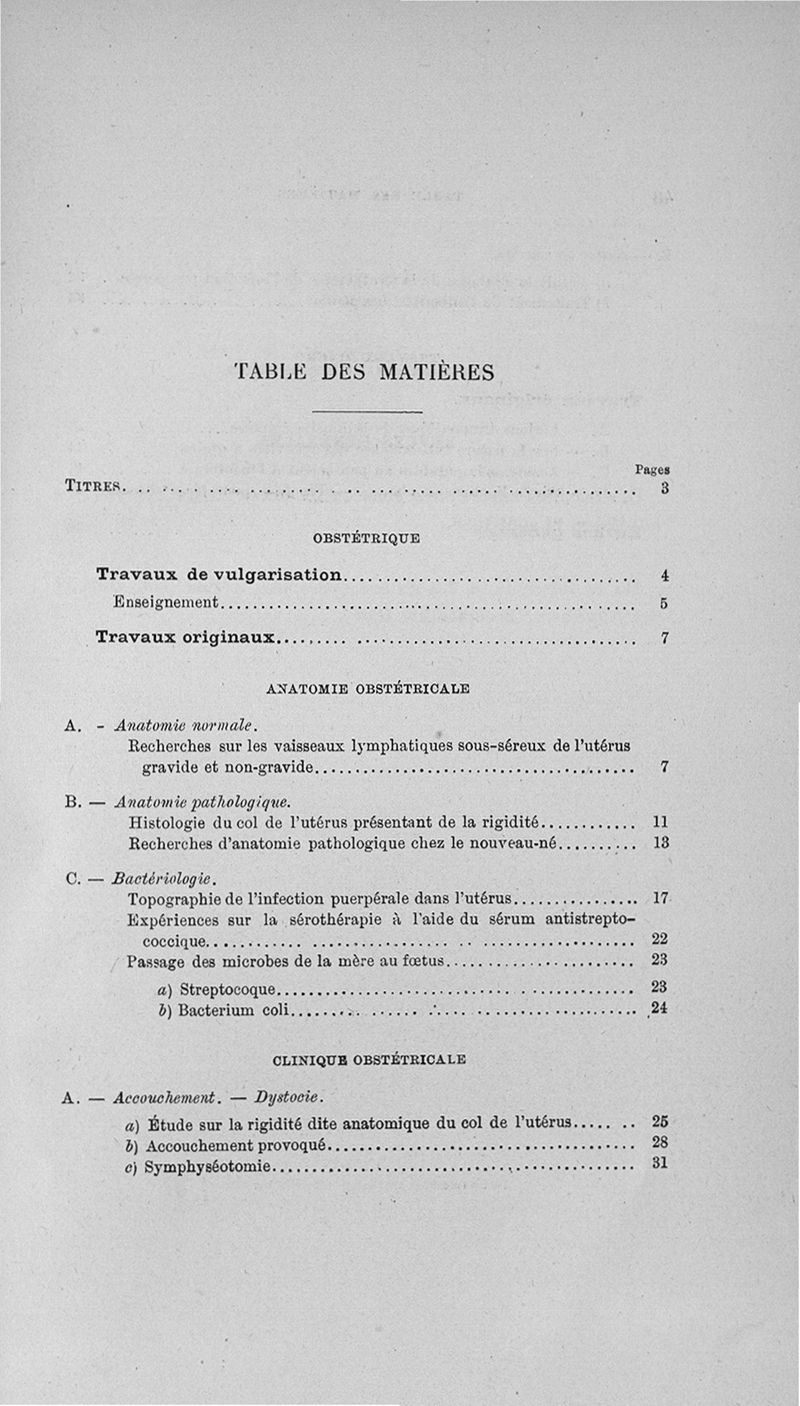 TABLE DES MATIÈRES
Pages
TITRES. .. ............................................ 3
OBSTÉTRIQUE
Travaux de vulgarisation.................................. 4
Enseignement.................................................. 5
Travaux originaux.......................................... 7
ANATOMIE OBSTÉTRICALE
A. - Anatomie normale.
Recherches sur les vaisseaux lymphatiques sous-séreux de l'utérus
gravide et non-gravide...................................... 7
B. — Anatomie pathologique.
Histologie du col de l'utérus présentant de la rigidité............ 11
Recherches d'anatomie pathologique chez le nouveau-né.......... 13
C. — Bactériologie.
Topographie de l'infection puerpérale dans l'utérus................ 17
Expériences sur la sérothérapie à l'aide du sérum antistrepto-
coccique.................................................. 22
Passage des microbes de la mère au fœtus........................ 23
a) Streptocoque............................................ 23
b) Bacterium coli.......................................... 24
CLINIQUE OBSTÉTRICALE
A. — Accouchement. — Dystocie.
a) Étude sur la rigidité dite anatomique du col de l'utérus..... .. 25
b) Accouchement provoqué...................................... 28
c) Symphyséotomie............................................ 31